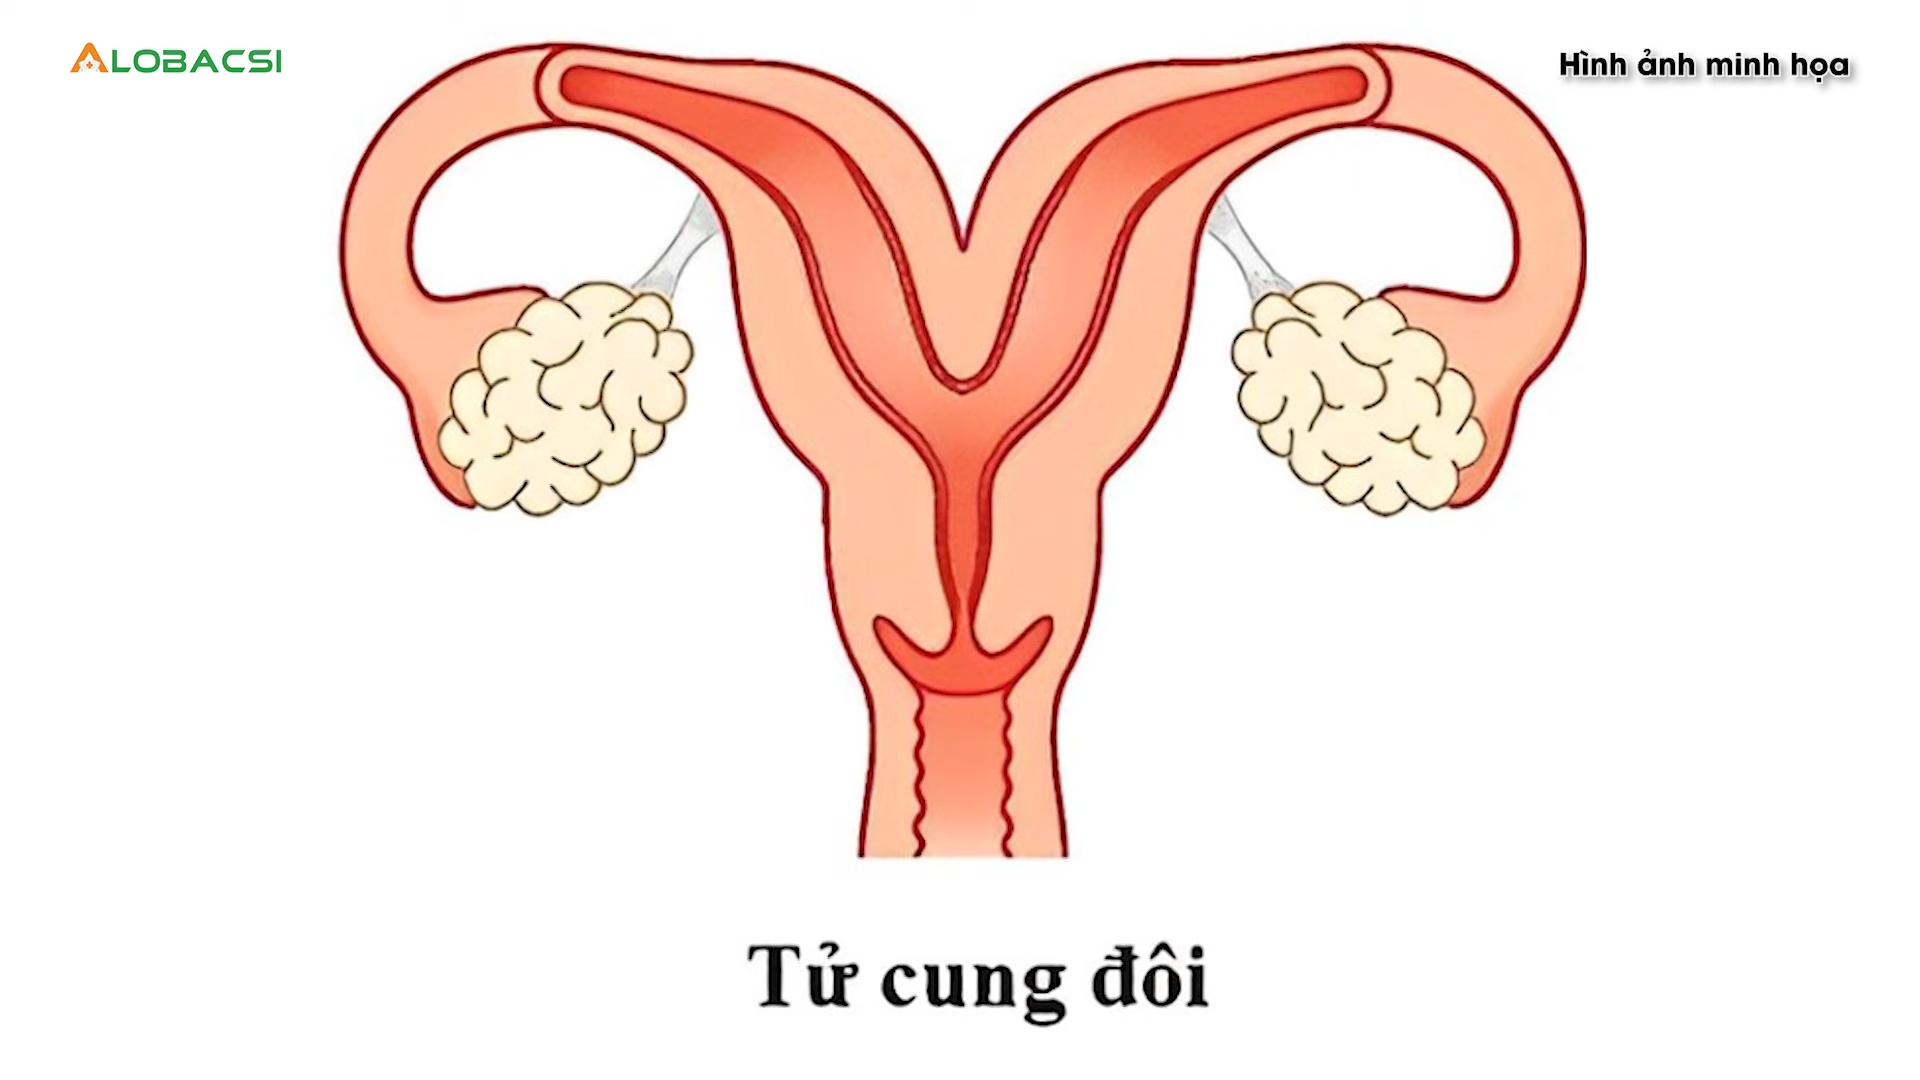 ALOBACSI
Hình ảnh minh họa
Tử cung đôi